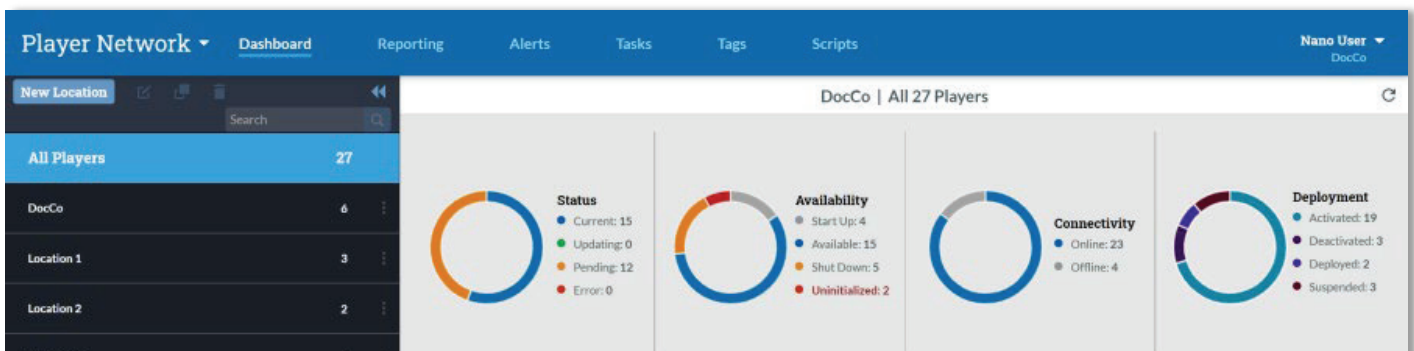 Player Network Dashboard Reporting Alerts Tasks Tags Scripts Nano User
DocCo
New Location
Search
DocCo | All 27 Players
All Players 27
DocCo 6
Location 1 3
Location 2 2
Status
Current: 15
Updating: 0
Pending: 12
Error: 0
Availability
Start Up: 4
Available: 15
Shut Down: 5
Uninitialized: 2
Connectivity
Online: 23
Offline: 4
Deployment
Activated: 19
Deactivated: 3
Deployed: 2
Suspended: 3